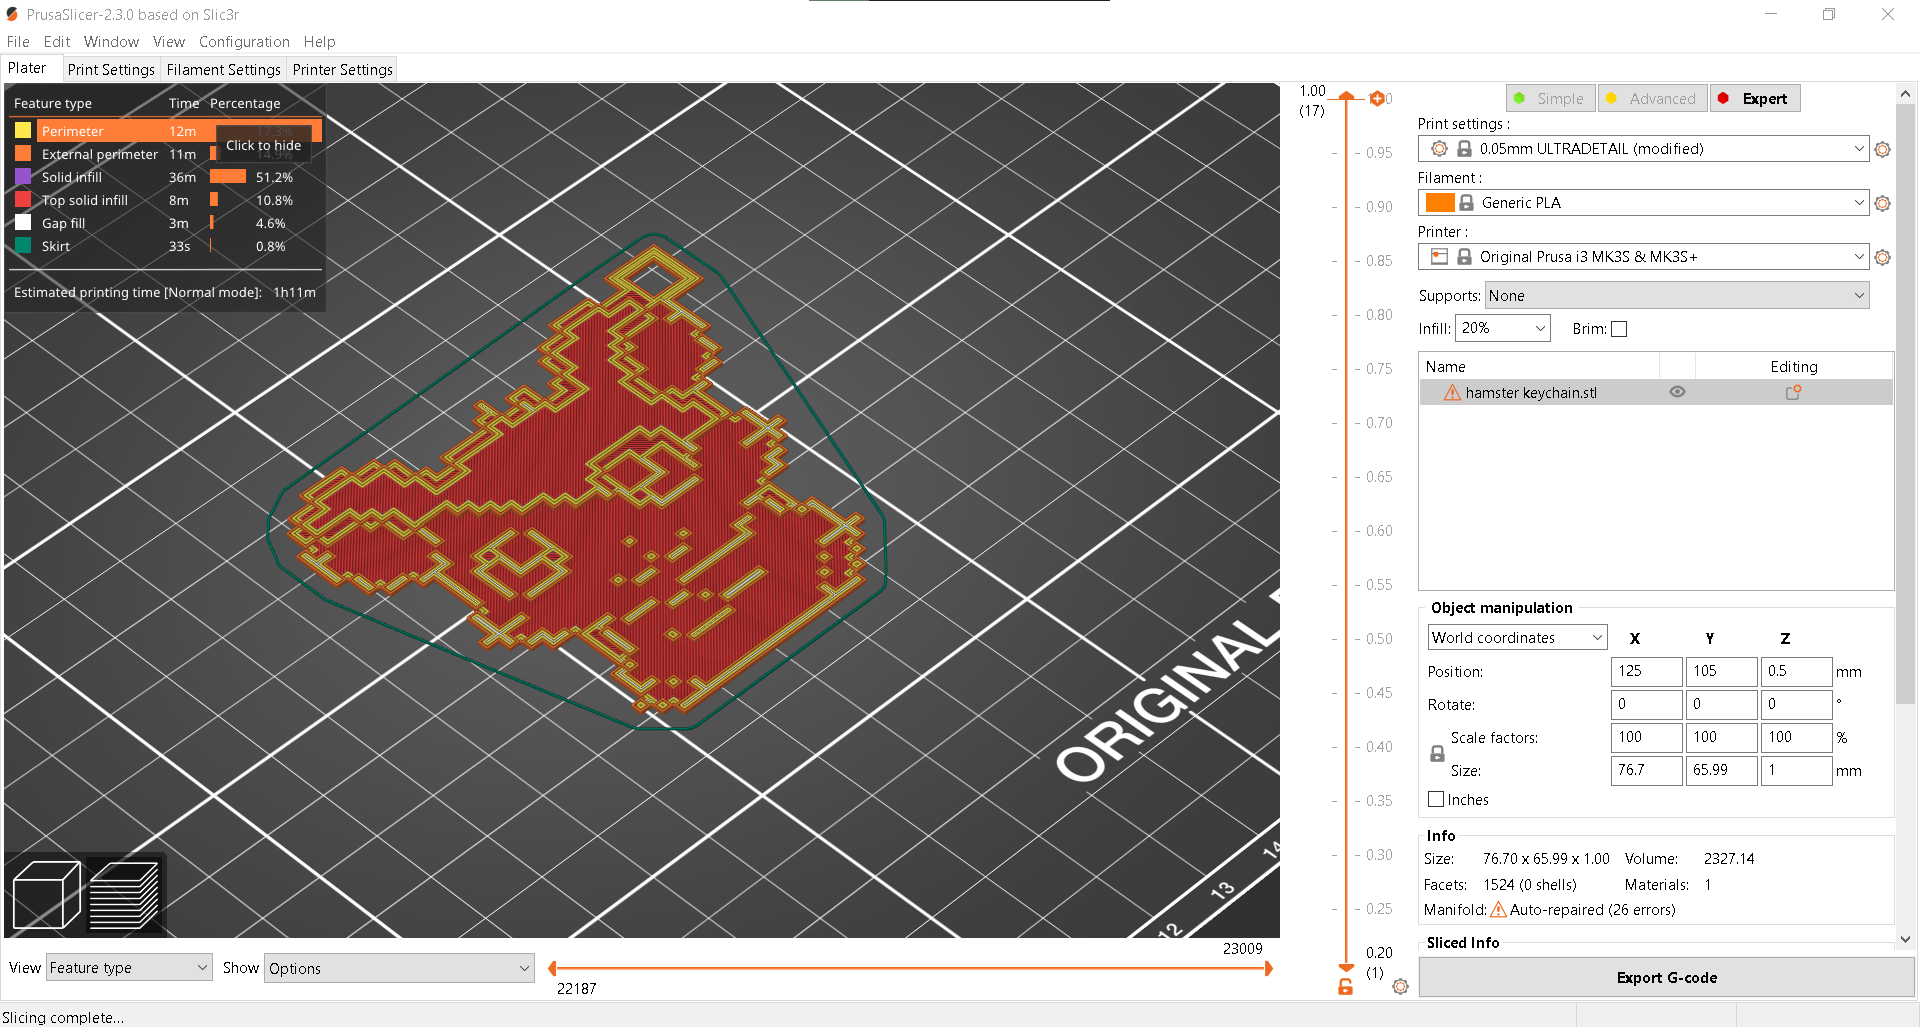 PrusaSlicer-2.3.0 based on Slic3r
File Edit Window View Configuration Help
Plater Print Settings Filament Settings Printer Settings
Feature type Time Percentage
Perimeter 12m 17.3%
Click to hide
External perimeter 11m 14.9%
Solid infill 36m 51.2%
Top solid infill 8m 10.8%
Gap fill 3m 4.6%
Skirt 33s 0.8%
Estimated printing time [Normal mode]: 1h11m
ORIGINAL
14
13
12
1.00
(17)
0.95
0.90
0.85
0.80
0.75
0.70
0.65
0.60
0.55
0.50
0.45
0.40
0.35
0.30
0.25
0.20
(1)
Simple Advanced Expert
Print settings :
0.05mm ULTRADETAIL (modified)
Filament :
Generic PLA
Printer :
Original Prusa i3 MK3S & MK3S+
Supports: None
Infill: 20% Brim:
Name Editing
hamster keychain.stl
Object manipulation
World coordinates X Y Z
Position: 125 105 0.5 mm
Rotate: 0 0 0 °
Scale factors: 100 100 100 %
Size: 76.7 65.99 1 mm
Inches
Info
Size: 76.70 x 65.99 x 1.00 Volume: 2327.14
Facets: 1524 (0 shells) Materials: 1
Manifold: Auto-repaired (26 errors)
Sliced Info
Export G-code
View Feature type Show Options
23009
22187
Slicing complete...